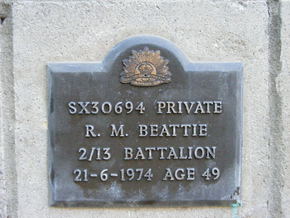 SX30694 PRIVATE
R. M. BEATTIE
2/13 BATTALION
21-6-1974 AGE 49